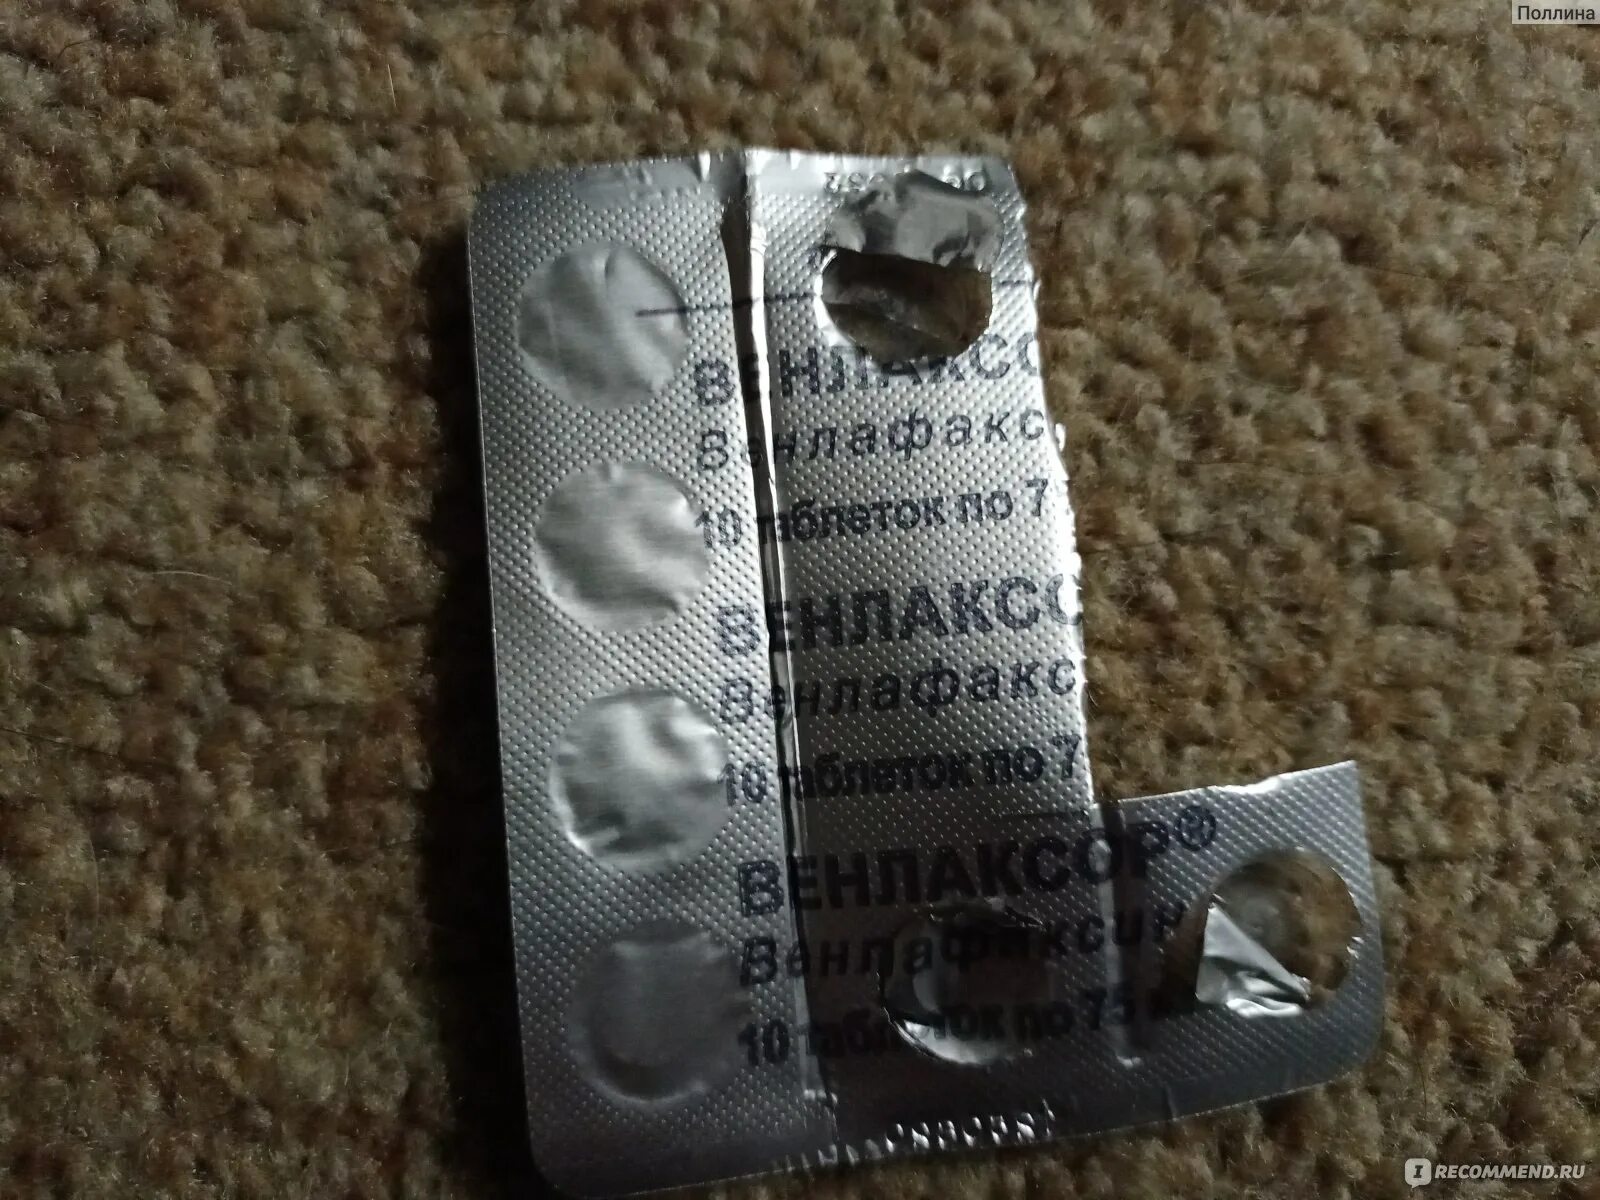 Поллина
ВЕНЛАКСО
Венлафакс
10 таблеток по 7
ВЕНЛАКСО
Венлафакс
10 таблеток по 7
ВЕНЛАКСОР®
Венлафаксин
10 таблеток по 75
IRECOMMEND.RU